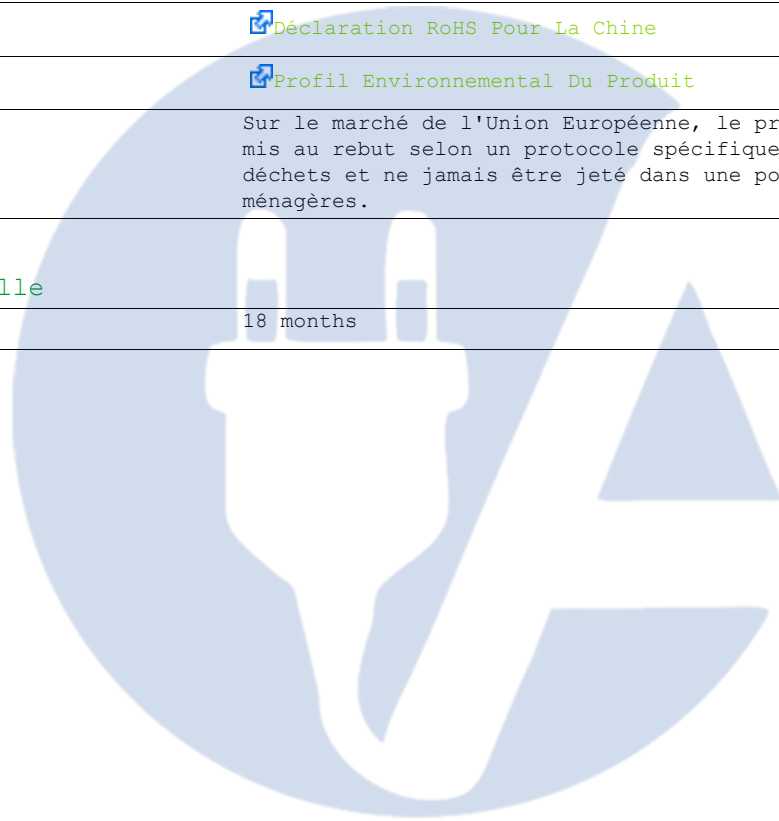 Déclaration RoHS Pour La Chine
Profil Environnemental Du Produit
Sur le marché de l'Union Européenne, le pr
mis au rebut selon un protocole spécifique
déchets et ne jamais être jeté dans une po
ménagères.
lle
18 months